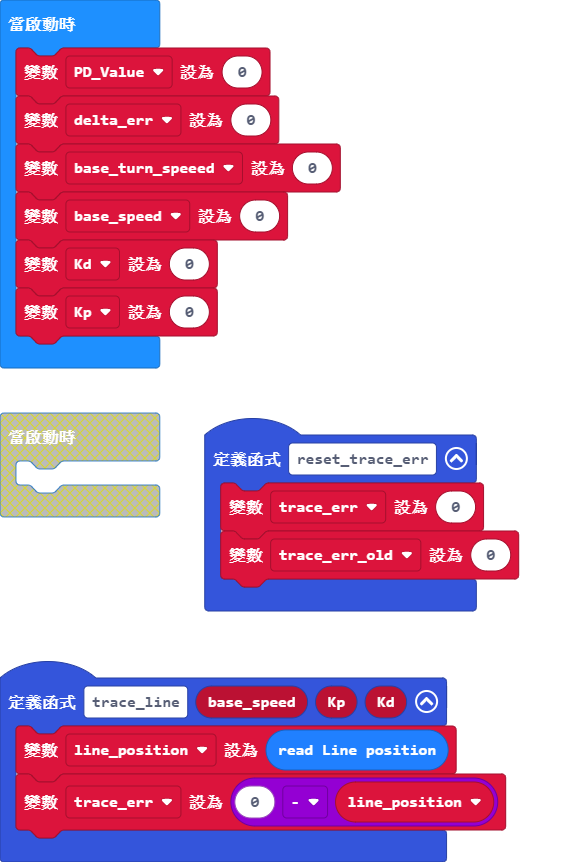 當啟動時
變數 PD_Value 設為 0
變數 delta_err 設為 0
變數 base_turn_speeed 設為 0
變數 base_speed 設為 0
變數 Kd 設為 0
變數 Kp 設為 0
當啟動時
定義函式 reset_trace_err
變數 trace_err 設為 0
變數 trace_err_old 設為 0
定義函式 trace_line base_speed Kp Kd
變數 line_position 設為 read Line position
變數 trace_err 設為 0 - line_position